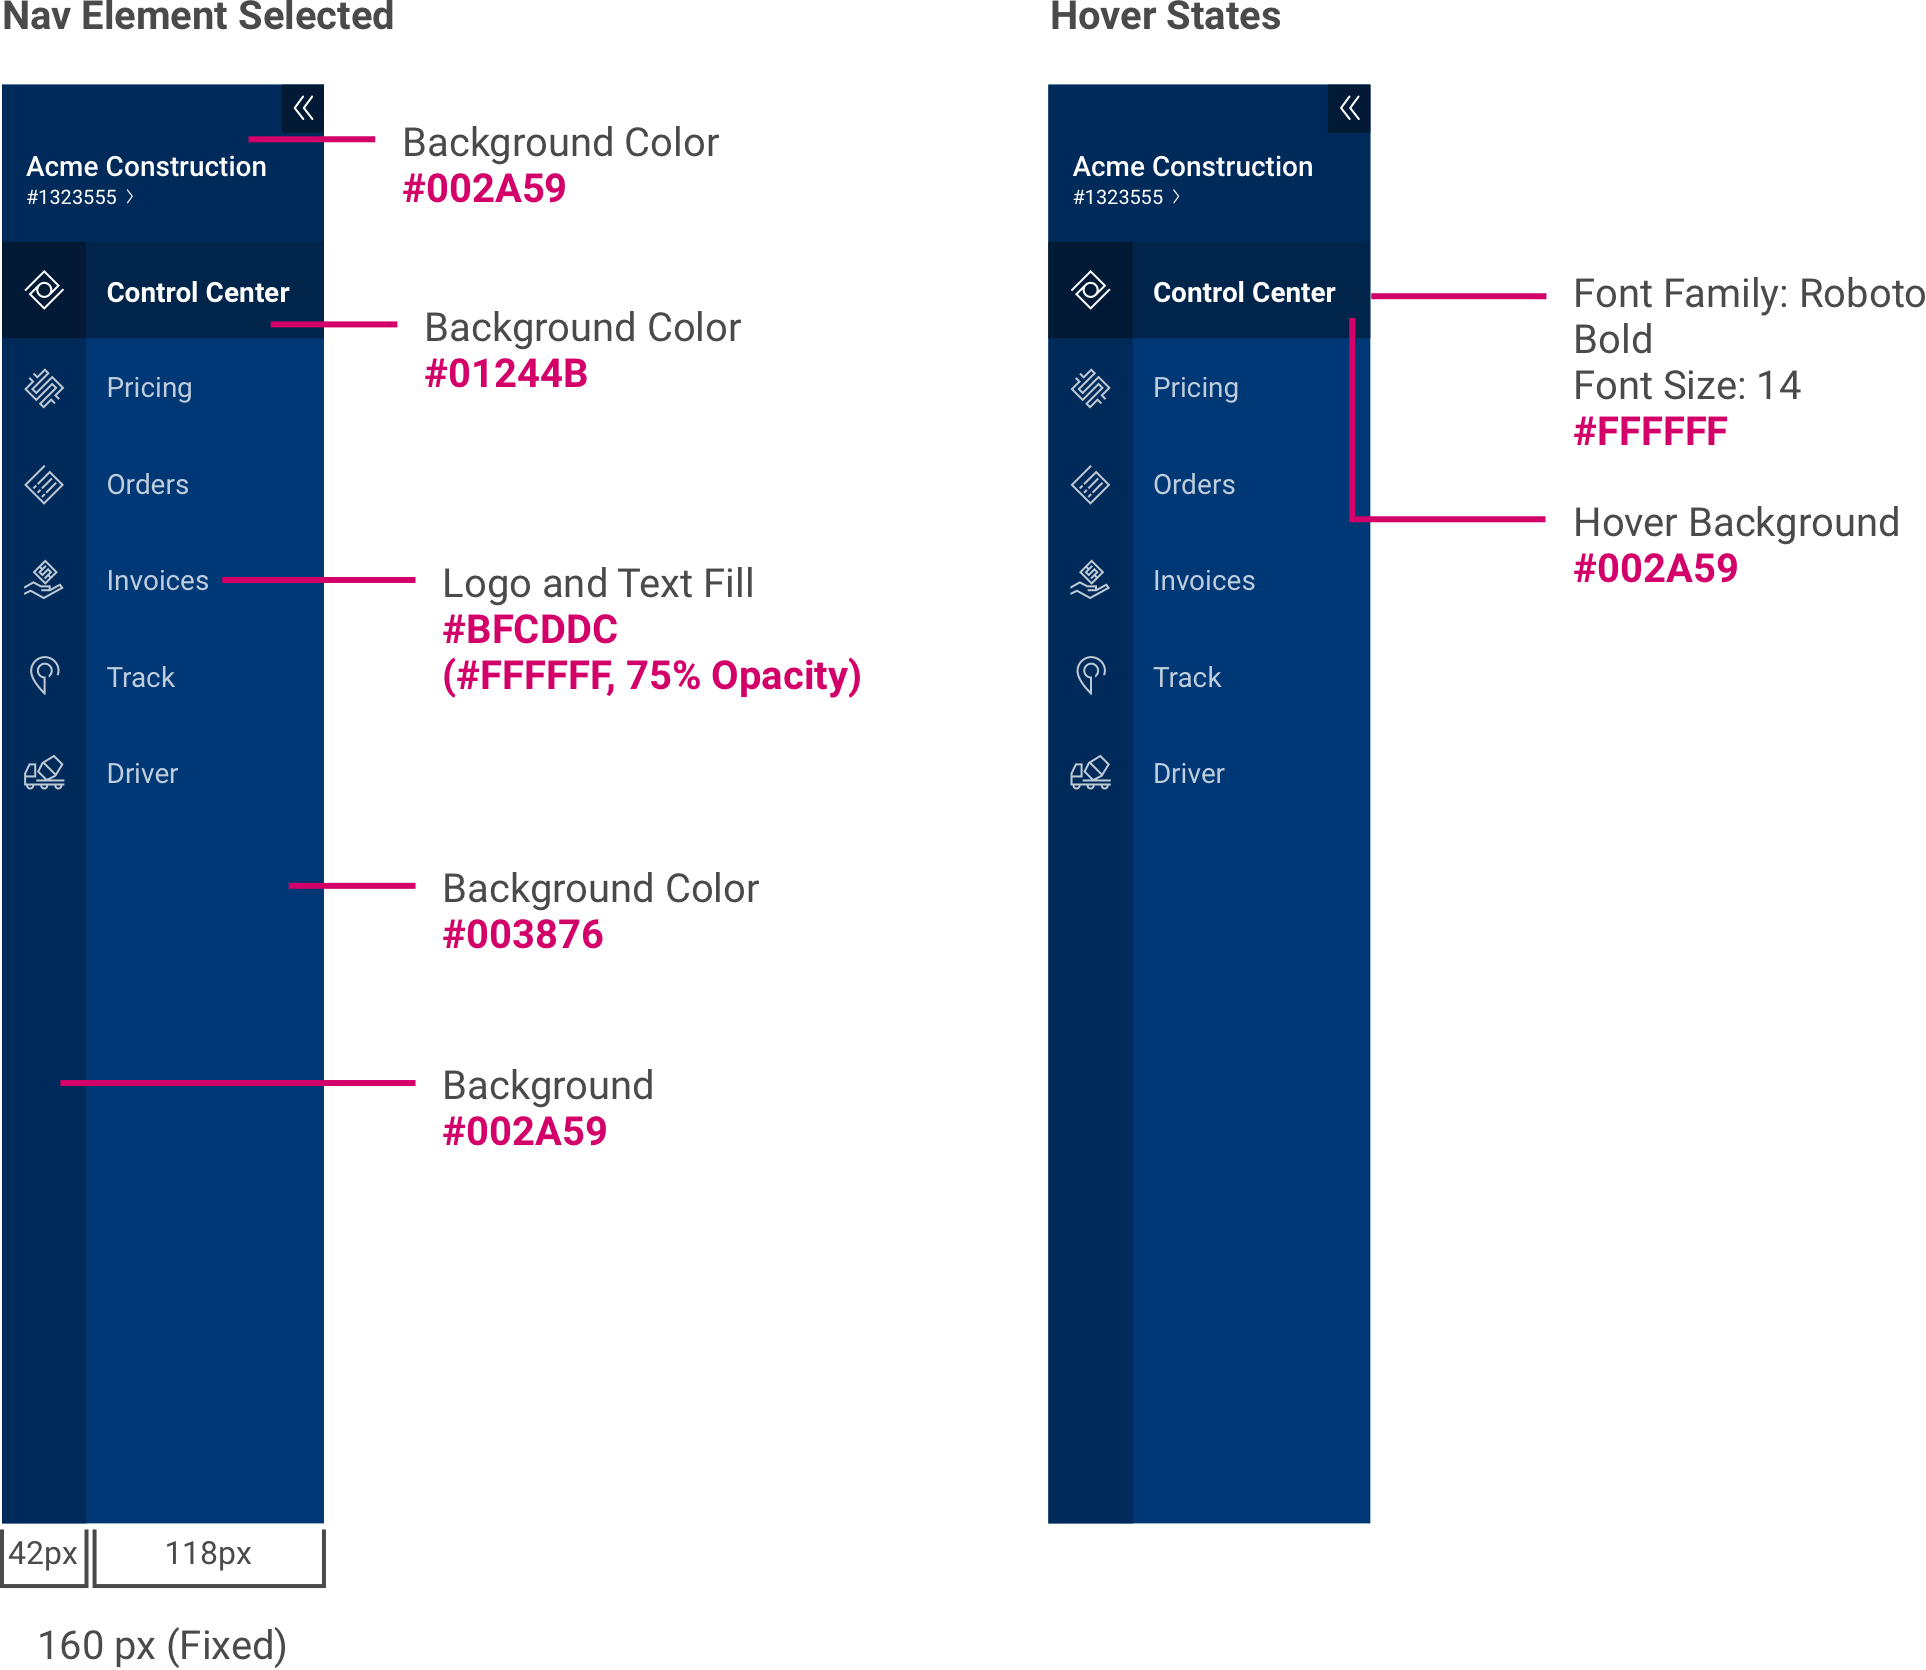 Nav Element Selected
Acme Construction
#1323555
Control Center
Pricing
Orders
Invoices
Track
Driver
Background Color
#002A59
Background Color
#01244B
Logo and Text Fill
#BFCDDC
(#FFFFFF, 75% Opacity)
Background Color
#003876
Background
#002A59
42px
118px
160 px (Fixed)
Hover States
Acme Construction
#1323555
Control Center
Pricing
Orders
Invoices
Track
Driver
Font Family: Roboto
Bold
Font Size: 14
#FFFFFF
Hover Background
#002A59